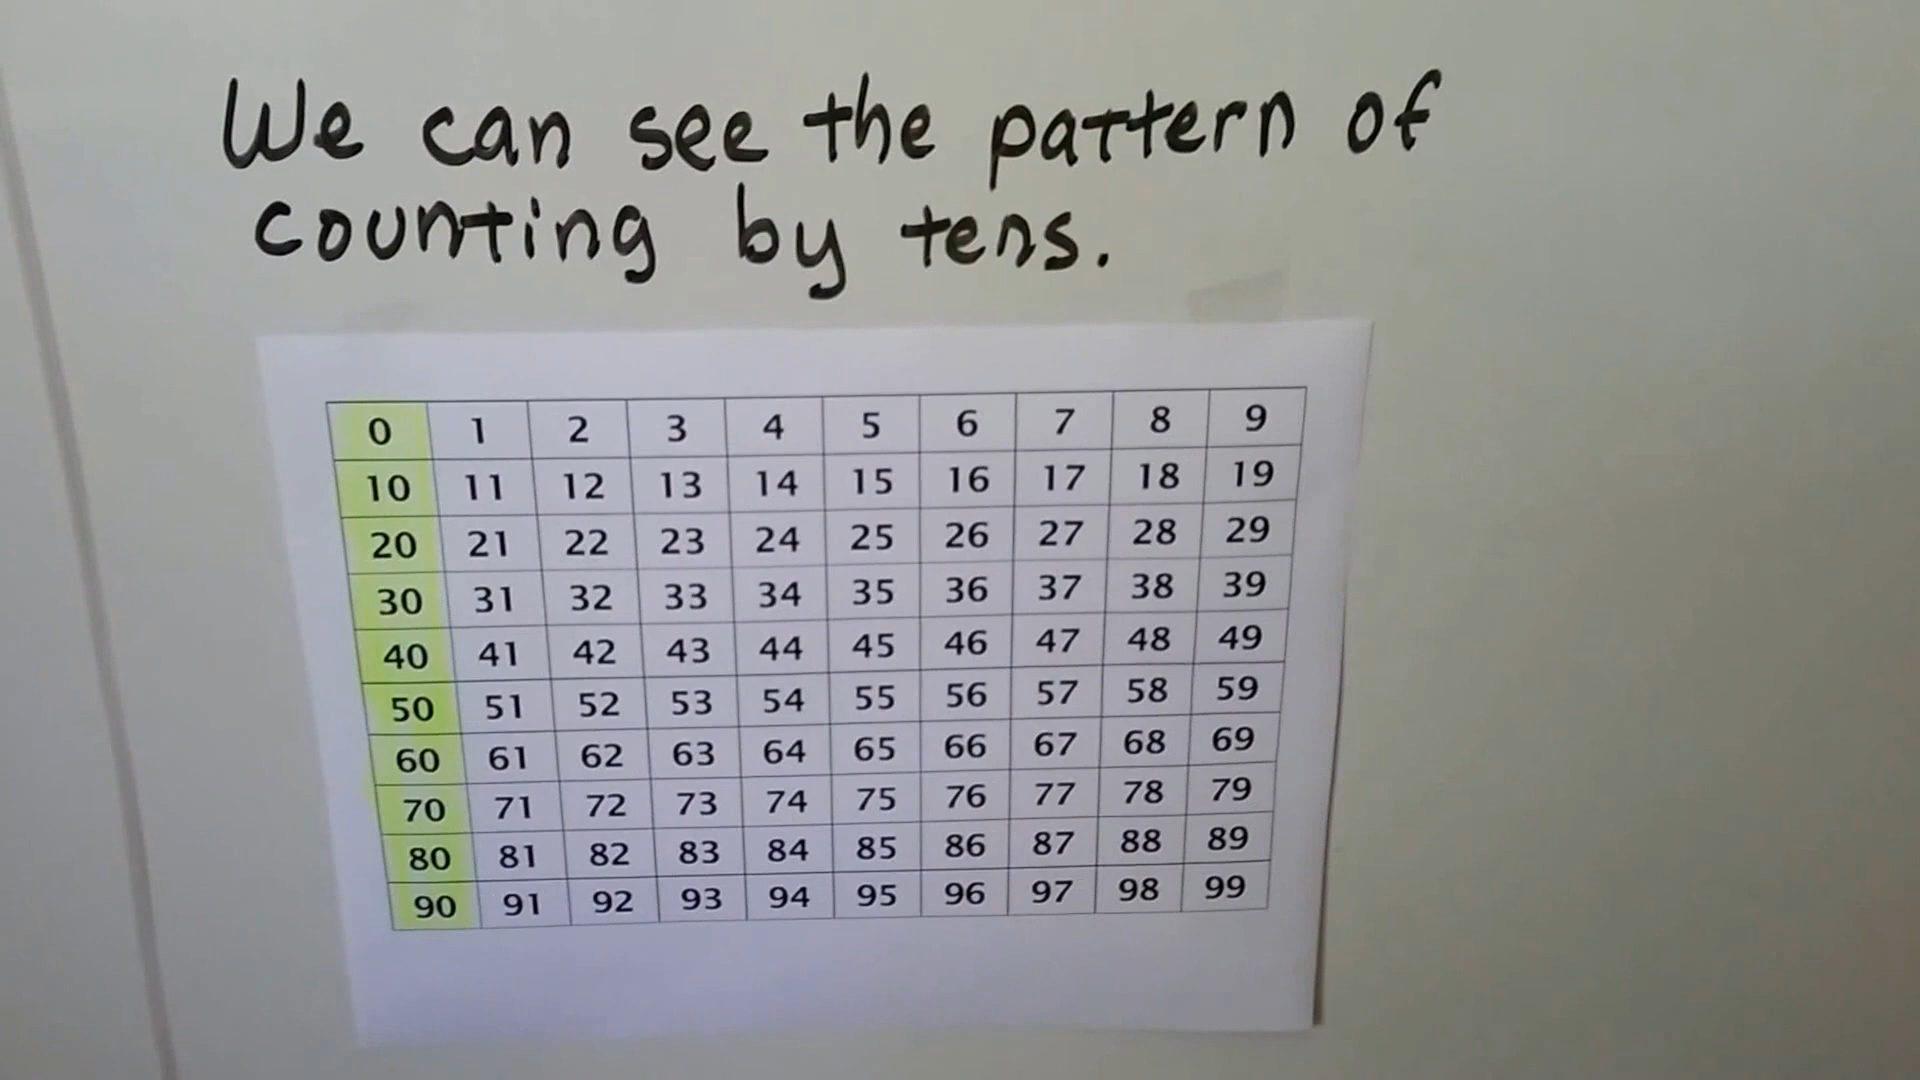 We can see the pattern of
counting by tens.
0 1 2 3 4 5 6 7 8 9
10 11 12 13 14 15 16 17 18 19
20 21 22 23 24 25 26 27 28 29
30 31 32 33 34 35 36 37 38 39
40 41 42 43 44 45 46 47 48 49
50 51 52 53 54 55 56 57 58 59
60 61 62 63 64 65 66 67 68 69
70 71 72 73 74 75 76 77 78 79
80 81 82 83 84 85 86 87 88 89
90 91 92 93 94 95 96 97 98 99